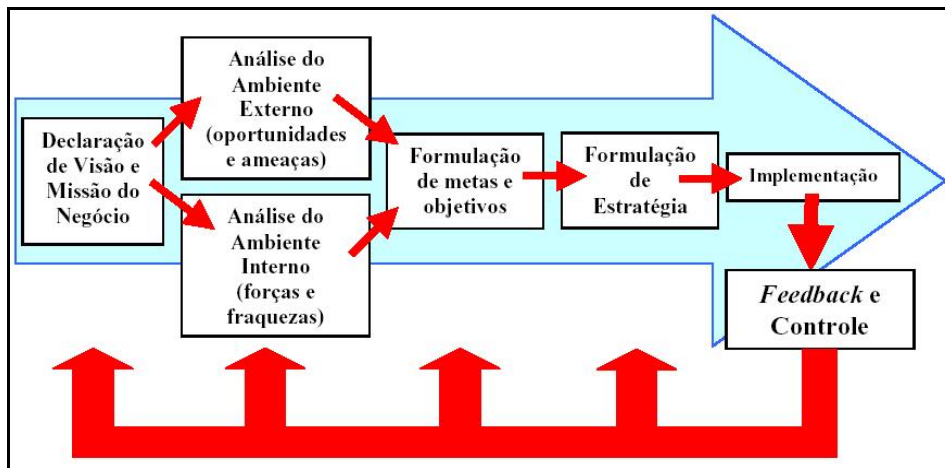 Declaração
de Visão e
Missão do
Negócio
Análise do
Ambiente
Externo
(oportunidades
e ameaças)
Análise do
Ambiente
Interno
(forças e
fraquezas)
Formulação
de metas e
objetivos
Formulação
de
Estratégia
Implementação
Feedback e
Controle